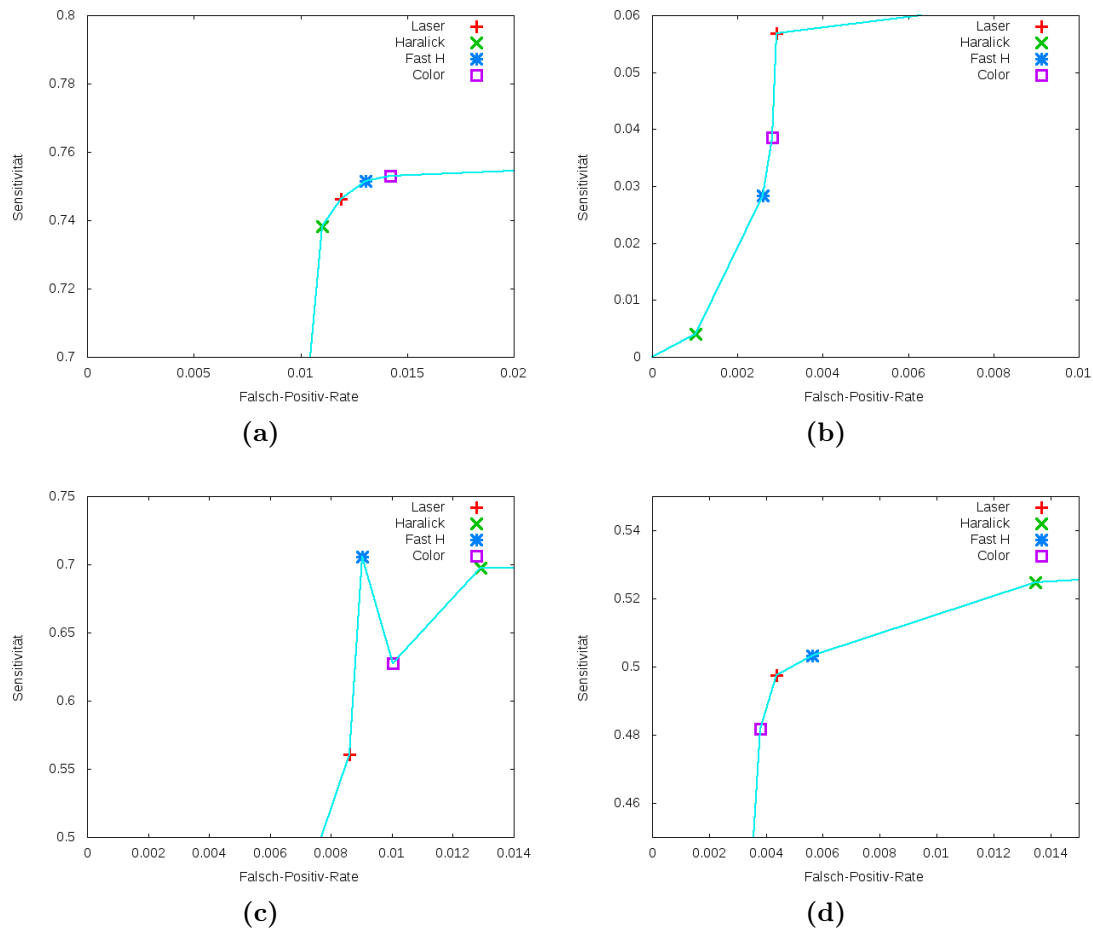 0.8
0.78
0.76
0.74
0.72
0.7
Sensitivität
Laser
Haralick
Fast H
Color
0
0.005
0.01
0.015
0.02
Falsch-Positiv-Rate
(a)
0.06
0.05
0.04
0.03
0.02
0.01
0
Sensitivität
Laser
Haralick
Fast H
Color
0
0.002
0.004
0.006
0.008
0.01
Falsch-Positiv-Rate
(b)
0.75
0.7
0.65
0.6
0.55
0.5
Sensitivität
Laser
Haralick
Fast H
Color
0
0.002
0.004
0.006
0.008
0.01
0.012
0.014
Falsch-Positiv-Rate
(c)
0.54
0.52
0.5
0.48
0.46
Sensitivität
Laser
Haralick
Fast H
Color
0
0.002
0.004
0.006
0.008
0.01
0.012
0.014
Falsch-Positiv-Rate
(d)